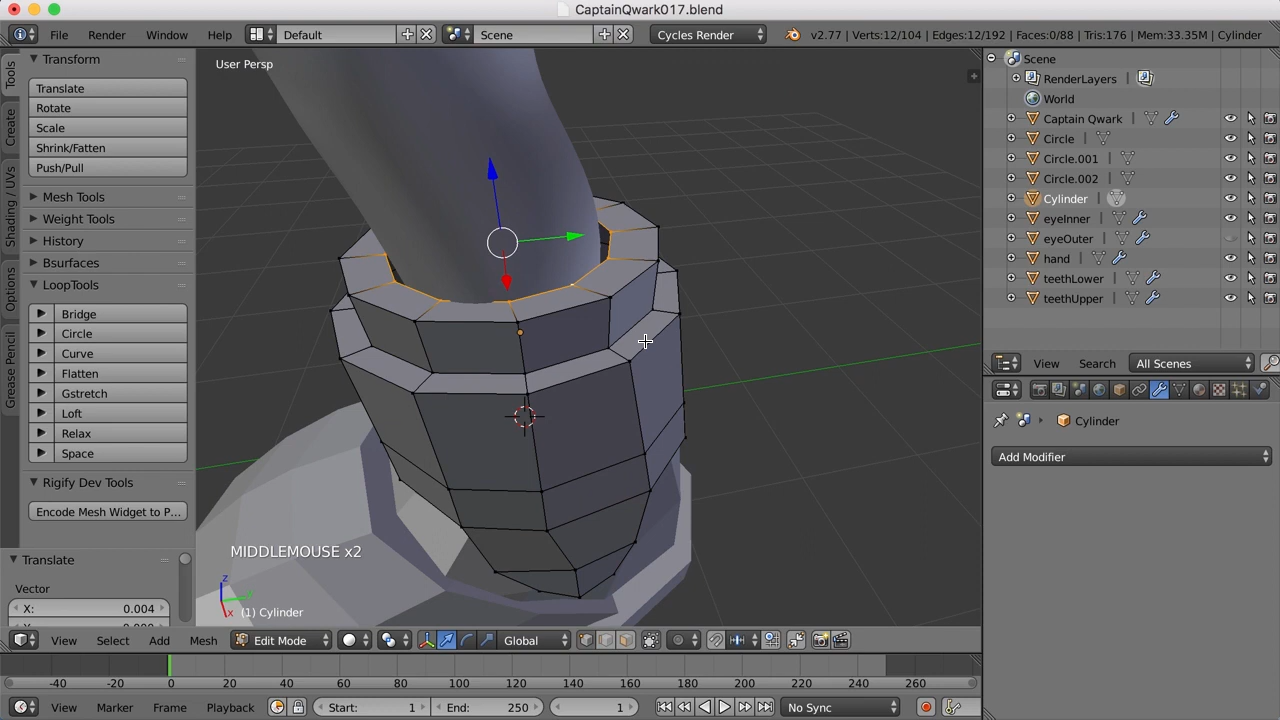 CaptainQwark017.blend
File Render Window Help Default Scene Cycles Render v2.77 | Verts:12/104 | Edges:12/192 | Faces:0/88 | Tris:176 | Mem:33.35M | Cylinder
Tools
Create
Shading / UVs
Options
Grease Pencil
Transform
Translate
Rotate
Scale
Shrink/Fatten
Push/Pull
Mesh Tools
Weight Tools
History
Bsurfaces
LoopTools
Bridge
Circle
Curve
Flatten
Gstretch
Loft
Relax
Space
Rigify Dev Tools
Encode Mesh Widget to P...
Translate
Vector
X: 0.004
User Persp
MIDDLEMOUSE x2
z
x
(1) Cylinder
Scene
RenderLayers |
World
Captain Qwark |
Circle |
Circle.001 |
Circle.002 |
Cylinder |
eyeInner |
eyeOuter |
hand |
teethLower |
teethUpper |
View Search All Scenes
Cylinder
Add Modifier
View Select Add Mesh Edit Mode Global
-40 -20 0 20 40 60 80 100 120 140 160 180 200 220 240 260
View Marker Frame Playback Start: 1 End: 250 1 No Sync